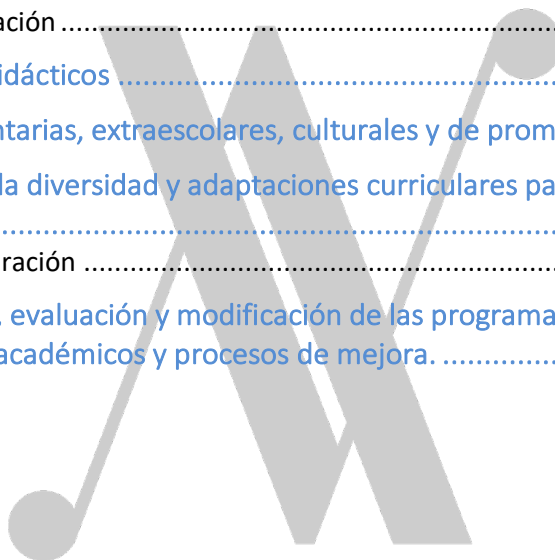 ación ........................................................................
idácticos .................................................................
ntarias, extraescolares, culturales y de prom
la diversidad y adaptaciones curriculares pa
................................................................................
ración .....................................................................
, evaluación y modificación de las programa
académicos y procesos de mejora. ................